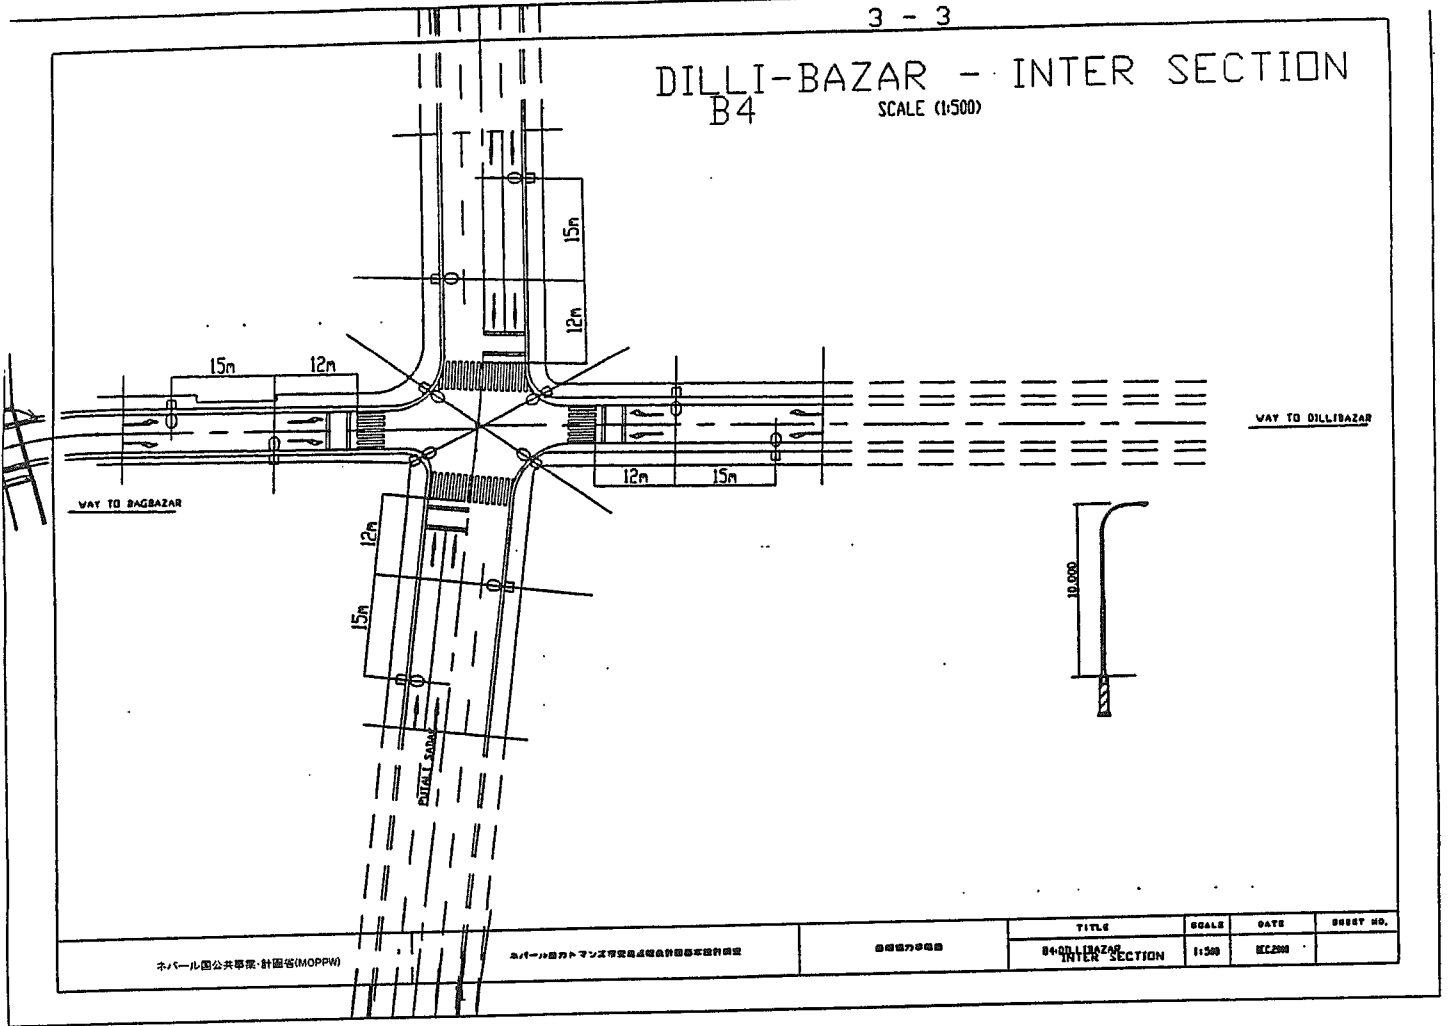 3 - 3
DILLI-BAZAR - INTER SECTION
B4
SCALE (1:500)
15m
12m
15m
12m
WAY TO DILLIBAZAR
WAY TO BAGBAZAR
12m
15m
12m
15m
10.000
PUTALI SADAK
TITLE
SCALE
DATE
SHEET NO.
ネパール国公共事業・計画省(MOPPW)
B4:DILLIBAZAR
INTER SECTION
1:500